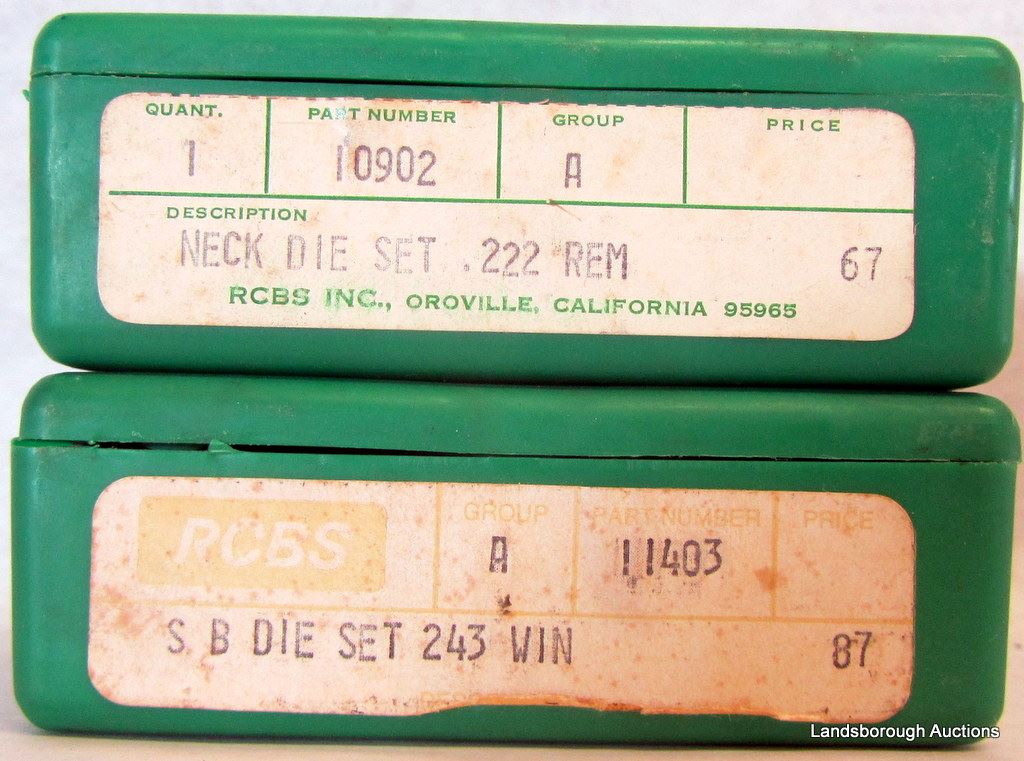 QUANT. PART NUMBER GROUP PRICE
1 10902 A
DESCRIPTION
NECK DIE SET .222 REM 67
RCBS INC., OROVILLE, CALIFORNIA 95965
RCBS GROUP PART NUMBER PRICE
A 11403
S B DIE SET 243 WIN 87
Landsborough Auctions